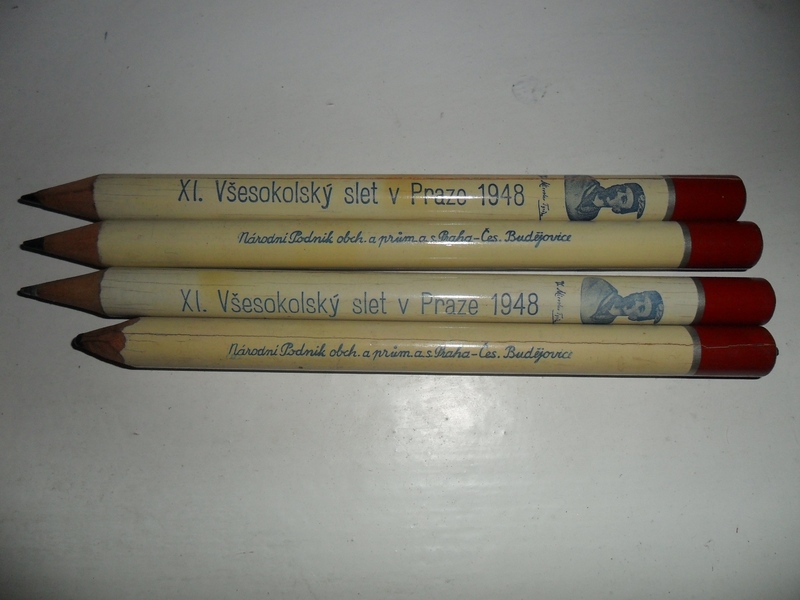 XI. Všesokolský slet v Praze 1948
Národní Podnik obch. a prům. a. s. Praha-Čes. Budějovice
XI. Všesokolský slet v Praze 1948
Národní Podnik obch. a prům. a. s. Praha-Čes. Budějovice